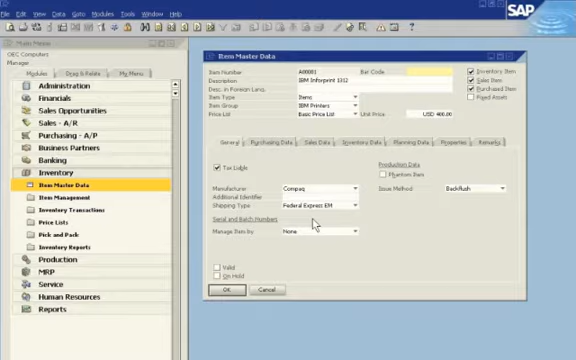 File Edit View Data Goto Modules Tools Window Help
SAP
Main Menu
OEC Computers
Manager
Modules Drag & Relate My Menu
Administration
Financials
Sales Opportunities
Sales - A/R
Purchasing - A/P
Business Partners
Banking
Inventory
Item Master Data
Item Management
Inventory Transactions
Price Lists
Pick and Pack
Inventory Reports
Production
MRP
Service
Human Resources
Reports
Item Master Data
Item Number A00001 Bar Code
Description IBM Infoprint 1312
Desc. in Foreign Lang.
Item Type Items
Item Group IBM Printers
Price List Basic Price List Unit Price USD 400.00
Inventory Item
Sales Item
Purchased Item
Fixed Assets
General Purchasing Data Sales Data Inventory Data Planning Data Properties Remarks
Tax Liable
Manufacturer Compaq
Additional Identifier
Shipping Type Federal Express EM
Serial and Batch Numbers
Manage Item by None
Production Data
Phantom Item
Issue Method Backflush
Valid
On Hold
OK Cancel